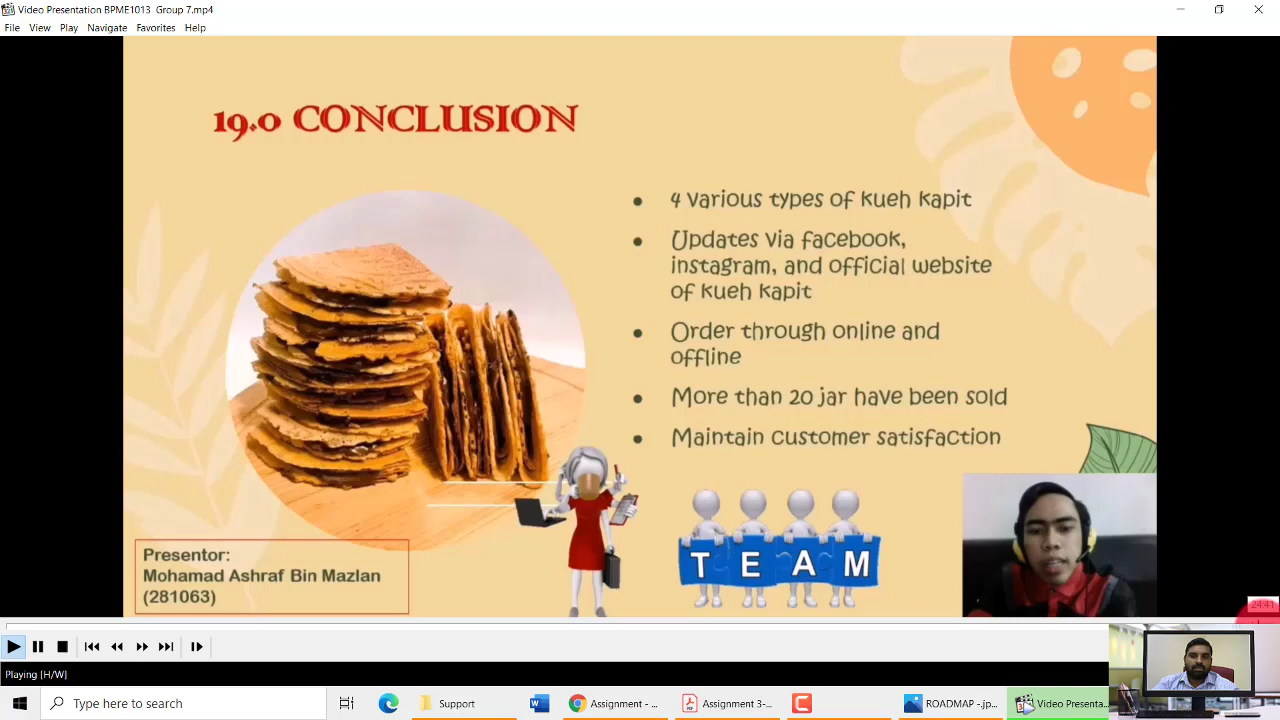 Video Presentation BPME1013 Group 7.mp4
File View Play Navigate Favorites Help
19.0 CONCLUSION
• 4 various types of kueh kapit
• Updates via facebook,
instagram, and official website
of kueh kapit
• Order through online and
offline
• More than 20 jar have been sold
• Maintain customer satisfaction
TEAM
Presentor:
Mohamad Ashraf Bin Mazlan
(281063)
24:41
Playing [H/W]
Type here to search
Support
Assignment -...
Assignment 3-...
ROADMAP -.jp...
Video Presenta...